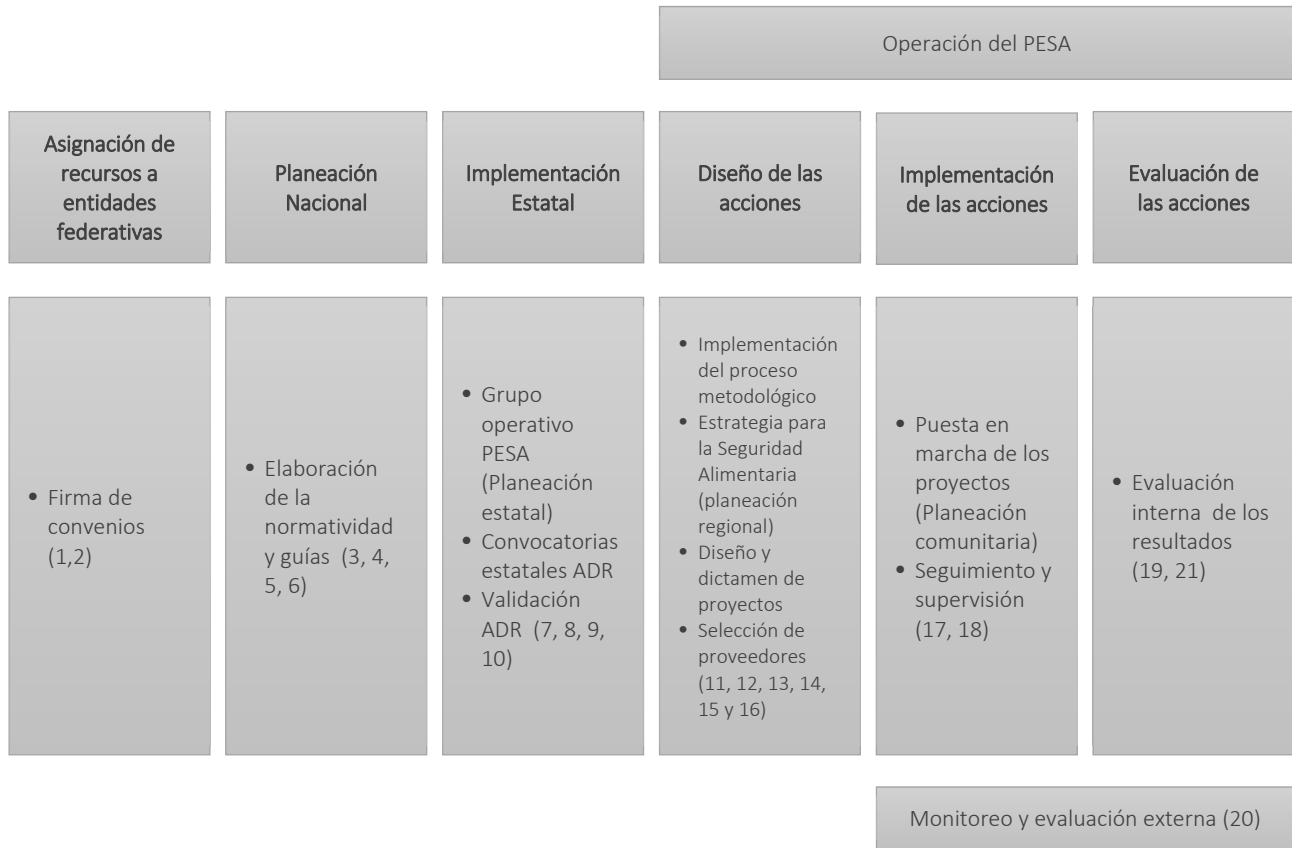 Operación del PESA
Asignación de
recursos a
entidades
federativas
Planeación
Nacional
Implementación
Estatal
Diseño de las
acciones
Implementación
de las acciones
Evaluación de
las acciones
• Firma de
convenios
(1,2)
• Elaboración
de la
normatividad
y guías (3, 4,
5, 6)
• Grupo
operativo
PESA
(Planeación
estatal)
• Convocatorias
estatales ADR
• Validación
ADR (7, 8, 9,
10)
• Implementación
del proceso
metodológico
• Estrategia para
la Seguridad
Alimentaria
(planeación
regional)
• Diseño y
dictamen de
proyectos
• Selección de
proveedores
(11, 12, 13, 14,
15 y 16)
• Puesta en
marcha de los
proyectos
(Planeación
comunitaria)
• Seguimiento y
supervisión
(17, 18)
• Evaluación
interna de los
resultados
(19, 21)
Monitoreo y evaluación externa (20)